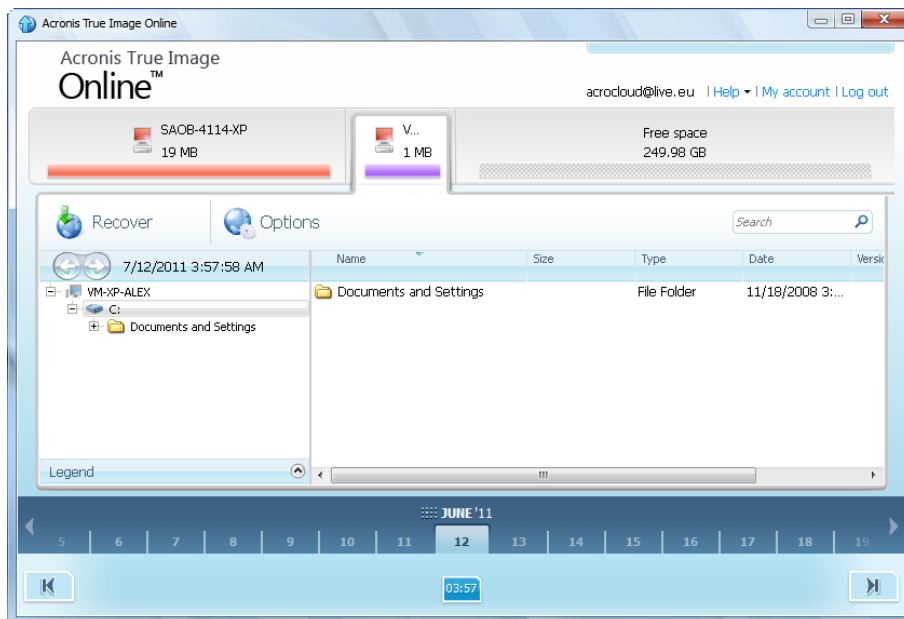 Acronis True Image Online
Acronis True Image
Online™
acrocloud@live.eu | Help | My account | Log out
SAOB-4114-XP
19 MB
V...
1 MB
Free space
249.98 GB
Recover
Options
Search
7/12/2011 3:57:58 AM
Name Size Type Date Versic
VM-XP-ALEX
C:
Documents and Settings
Documents and Settings File Folder 11/18/2008 3:...
Legend
JUNE '11
5 6 7 8 9 10 11 12 13 14 15 16 17 18 19
03:57